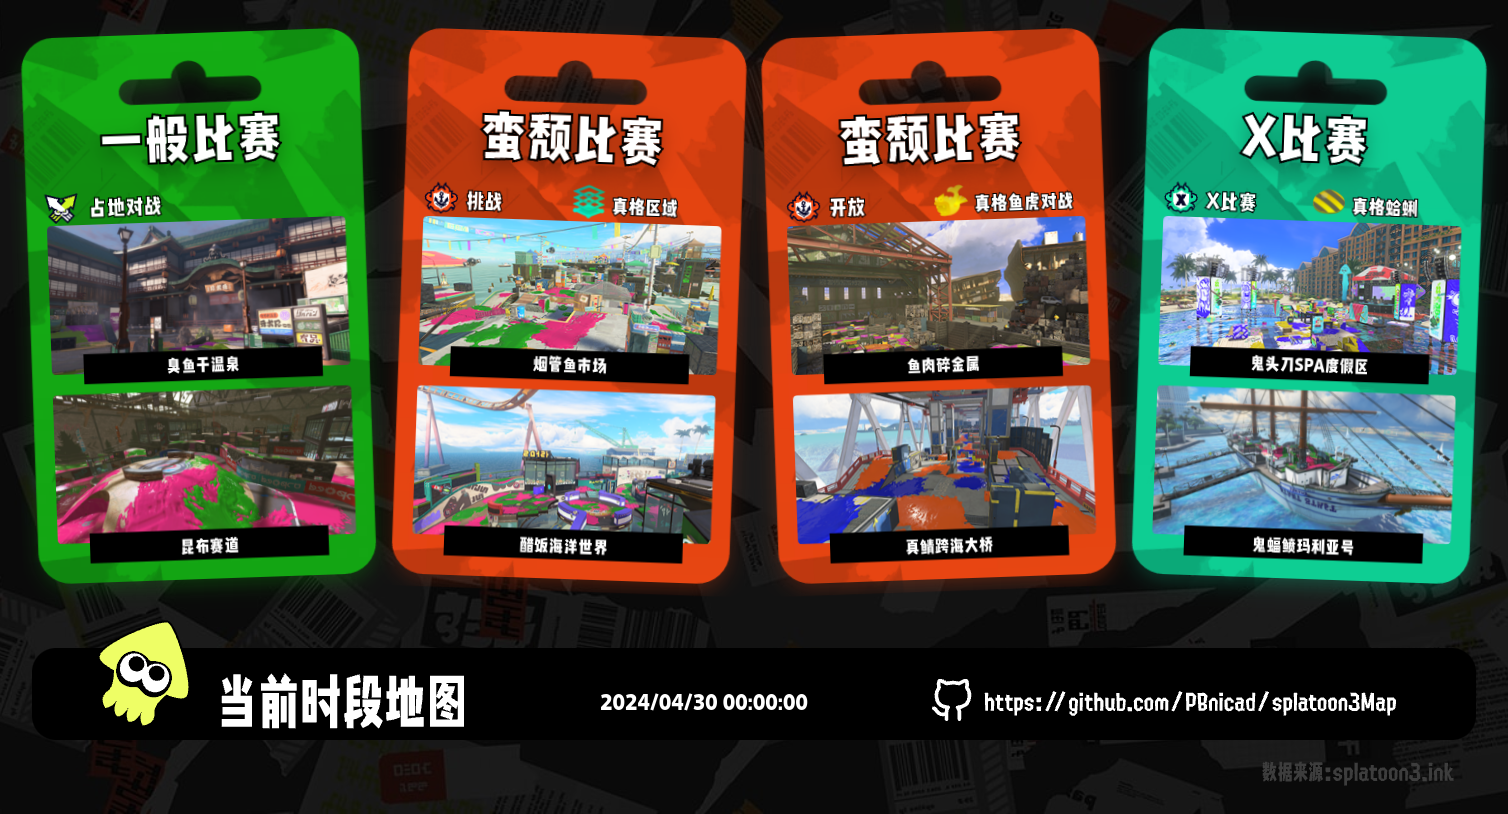 一般比赛
占地对战
臭鱼干温泉
昆布赛道
蛮颓比赛
挑战
真格区域
烟管鱼市场
醋饭海洋世界
蛮颓比赛
开放
真格鱼虎对战
鱼肉碎金属
真鲭跨海大桥
X比赛
X比赛
真格蛤蜊
鬼头刀SPA度假区
鬼蝠鲼玛利亚号
当前时段地图
2024/04/30 00:00:00
https://github.com/PBnicad/splatoon3Map
数据来源:splatoon3.ink